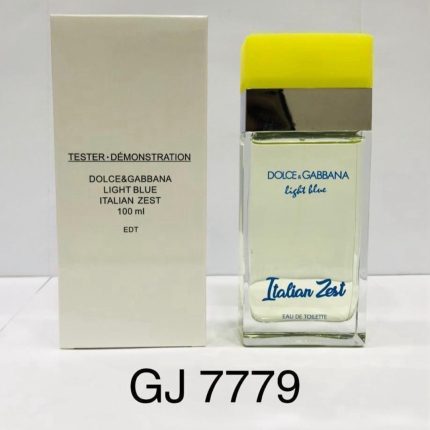 TESTER・DÉMONSTRATION
DOLCE&GABBANA
LIGHT BLUE
ITALIAN ZEST
100 ml
EDT
DOLCE&GABBANA
light blue
Italian Zest
EAU DE TOILETTE
GJ 7779